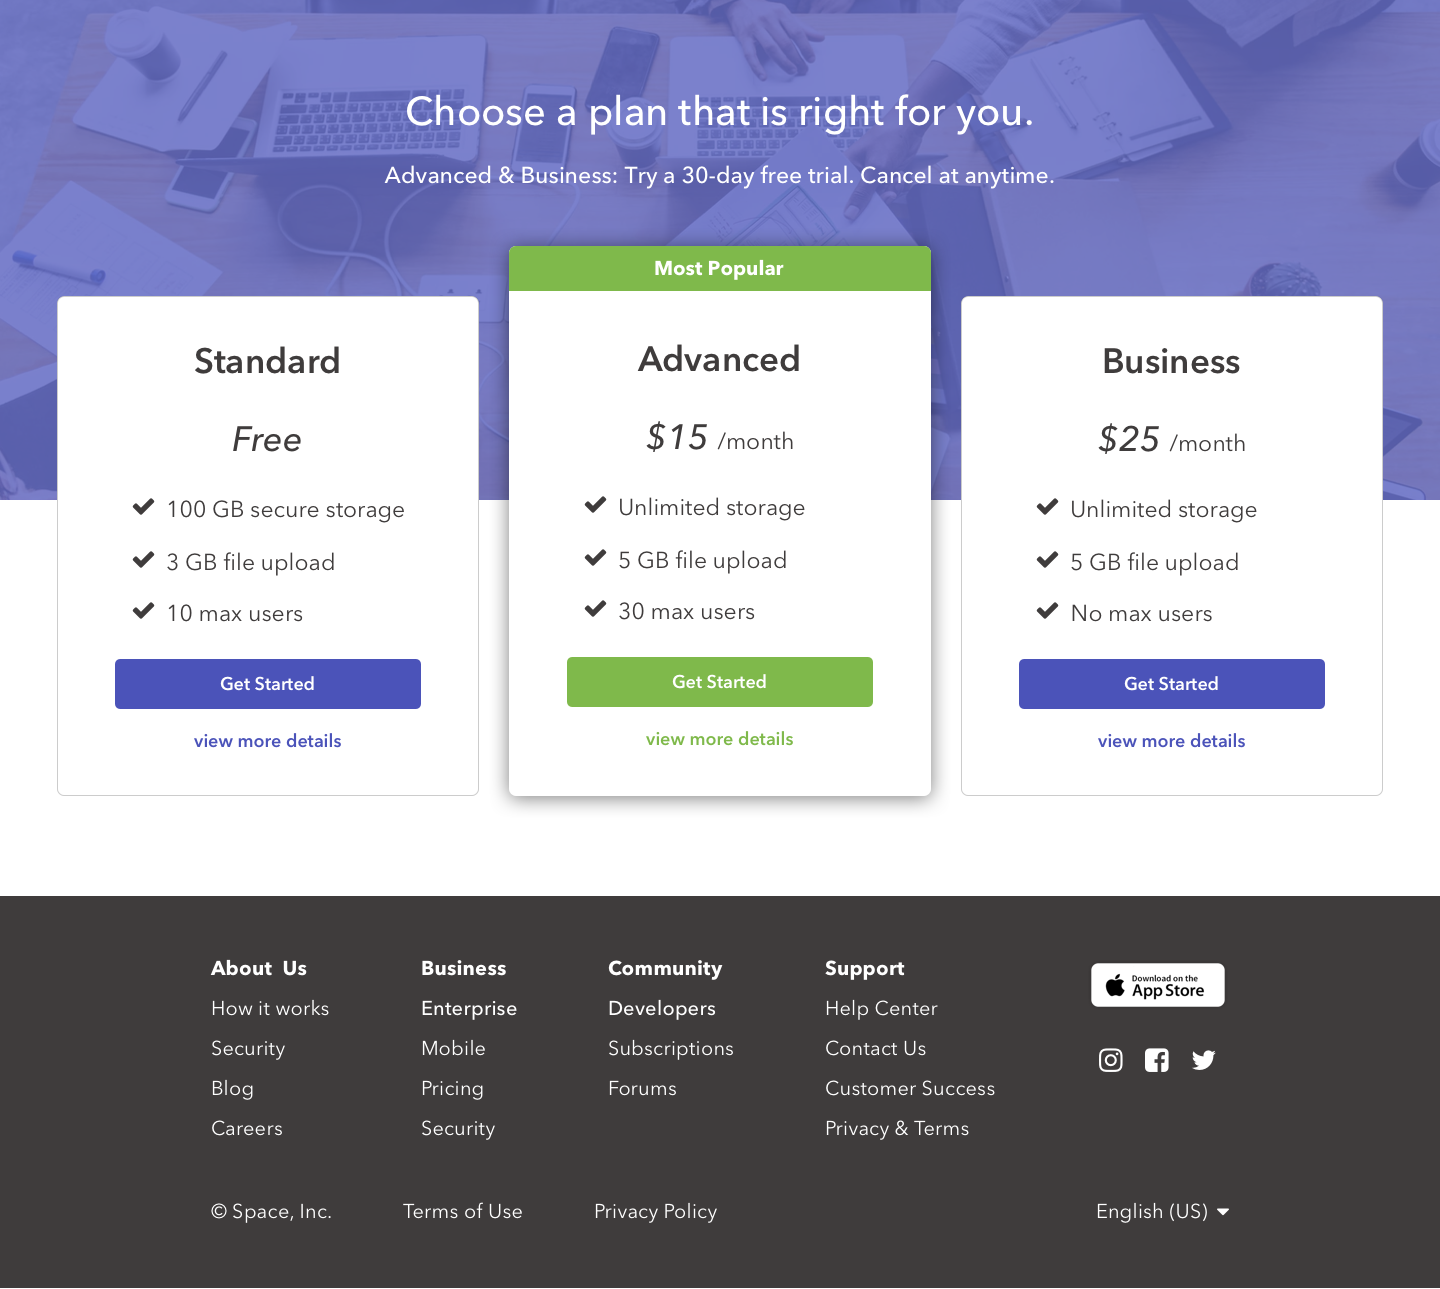 Choose a plan that is right for you.
Advanced & Business: Try a 30-day free trial. Cancel at anytime.
Most Popular
Standard
Free
100 GB secure storage
3 GB file upload
10 max users
Get Started
view more details
Advanced
$15 /month
Unlimited storage
5 GB file upload
30 max users
Get Started
view more details
Business
$25 /month
Unlimited storage
5 GB file upload
No max users
Get Started
view more details
About Us
How it works
Security
Blog
Careers
Business
Enterprise
Mobile
Pricing
Security
Community
Developers
Subscriptions
Forums
Support
Help Center
Contact Us
Customer Success
Privacy & Terms
Download on the
App Store
© Space, Inc.
Terms of Use
Privacy Policy
English (US)